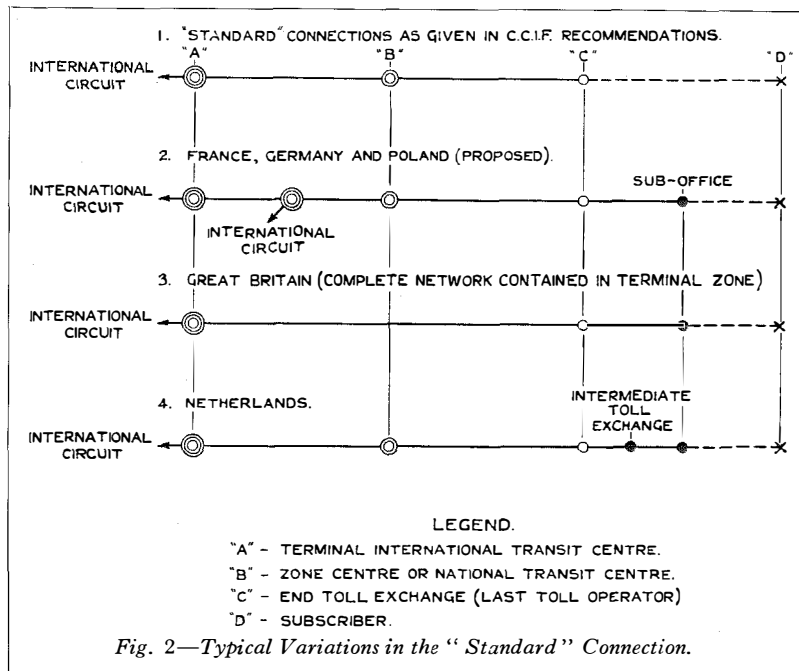 1. "STANDARD" CONNECTIONS AS GIVEN IN C.C.I.F. RECOMMENDATIONS.
"A" "B" "C" "D"
INTERNATIONAL
CIRCUIT
2. FRANCE, GERMANY AND POLAND (PROPOSED).
SUB-OFFICE
INTERNATIONAL
CIRCUIT
INTERNATIONAL
CIRCUIT
3. GREAT BRITAIN (COMPLETE NETWORK CONTAINED IN TERMINAL ZONE)
INTERNATIONAL
CIRCUIT
4. NETHERLANDS.
INTERMEDIATE
TOLL
EXCHANGE
INTERNATIONAL
CIRCUIT
LEGEND.
"A" - TERMINAL INTERNATIONAL TRANSIT CENTRE.
"B" - ZONE CENTRE OR NATIONAL TRANSIT CENTRE.
"C" - END TOLL EXCHANGE (LAST TOLL OPERATOR)
"D" - SUBSCRIBER.
Fig. 2—Typical Variations in the "Standard" Connection.